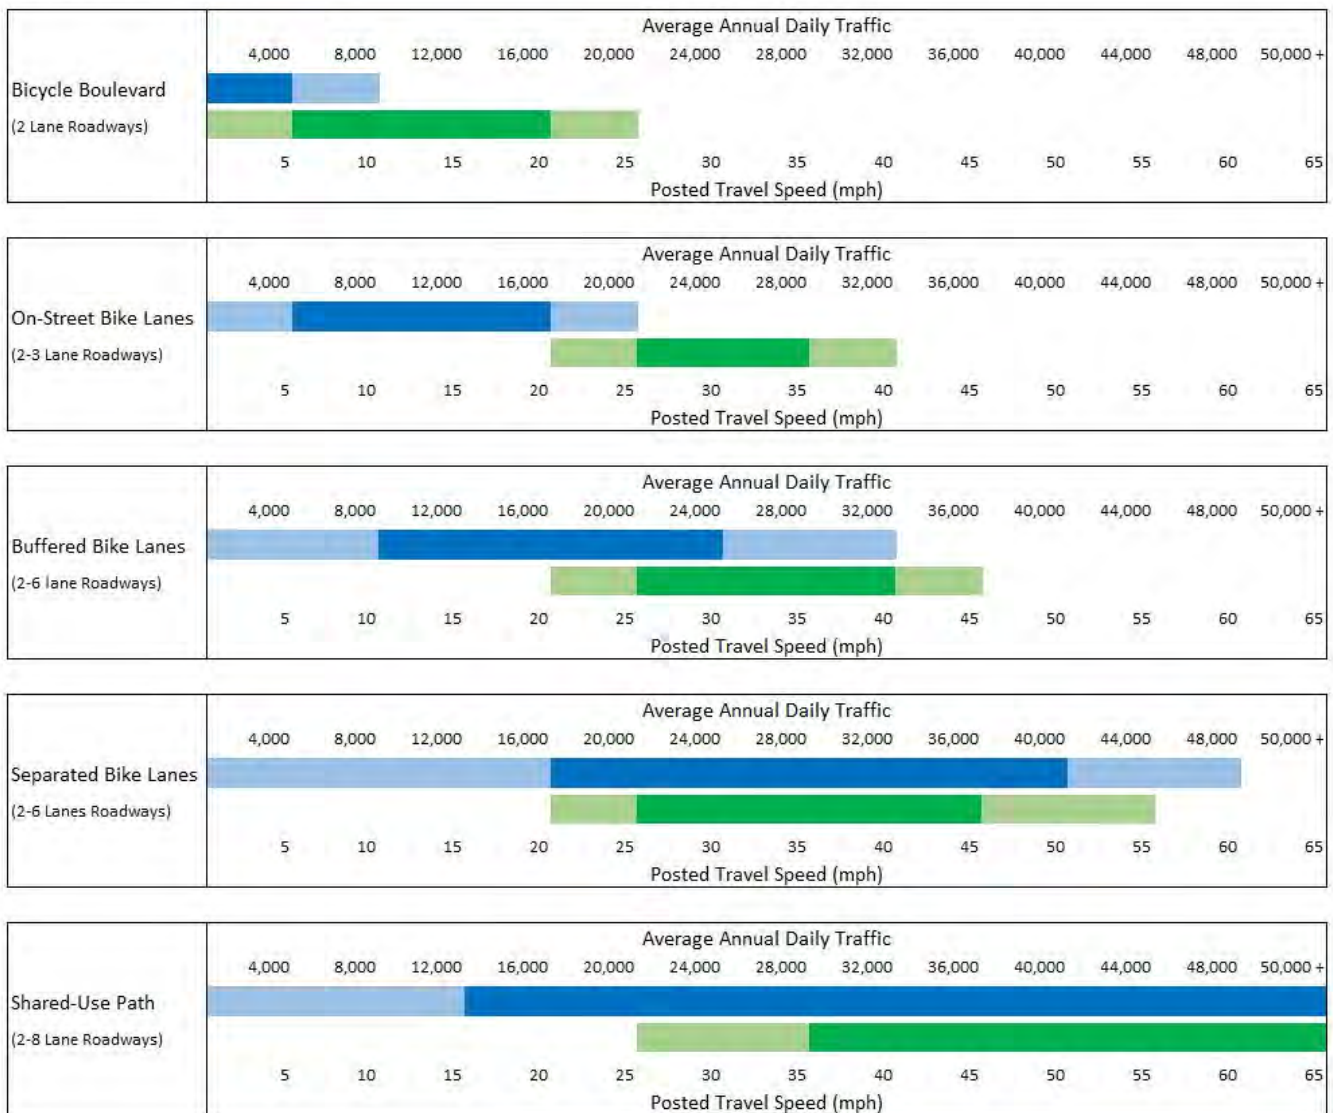 Average Annual Daily Traffic
4,000 8,000 12,000 16,000 20,000 24,000 28,000 32,000 36,000 40,000 44,000 48,000 50,000 +
Bicycle Boulevard
(2 Lane Roadways)
5 10 15 20 25 30 35 40 45 50 55 60 65
Posted Travel Speed (mph)
Average Annual Daily Traffic
4,000 8,000 12,000 16,000 20,000 24,000 28,000 32,000 36,000 40,000 44,000 48,000 50,000 +
On-Street Bike Lanes
(2-3 Lane Roadways)
5 10 15 20 25 30 35 40 45 50 55 60 65
Posted Travel Speed (mph)
Average Annual Daily Traffic
4,000 8,000 12,000 16,000 20,000 24,000 28,000 32,000 36,000 40,000 44,000 48,000 50,000 +
Buffered Bike Lanes
(2-6 lane Roadways)
5 10 15 20 25 30 35 40 45 50 55 60 65
Posted Travel Speed (mph)
Average Annual Daily Traffic
4,000 8,000 12,000 16,000 20,000 24,000 28,000 32,000 36,000 40,000 44,000 48,000 50,000 +
Separated Bike Lanes
(2-6 Lanes Roadways)
5 10 15 20 25 30 35 40 45 50 55 60 65
Posted Travel Speed (mph)
Average Annual Daily Traffic
4,000 8,000 12,000 16,000 20,000 24,000 28,000 32,000 36,000 40,000 44,000 48,000 50,000 +
Shared-Use Path
(2-8 Lane Roadways)
5 10 15 20 25 30 35 40 45 50 55 60 65
Posted Travel Speed (mph)